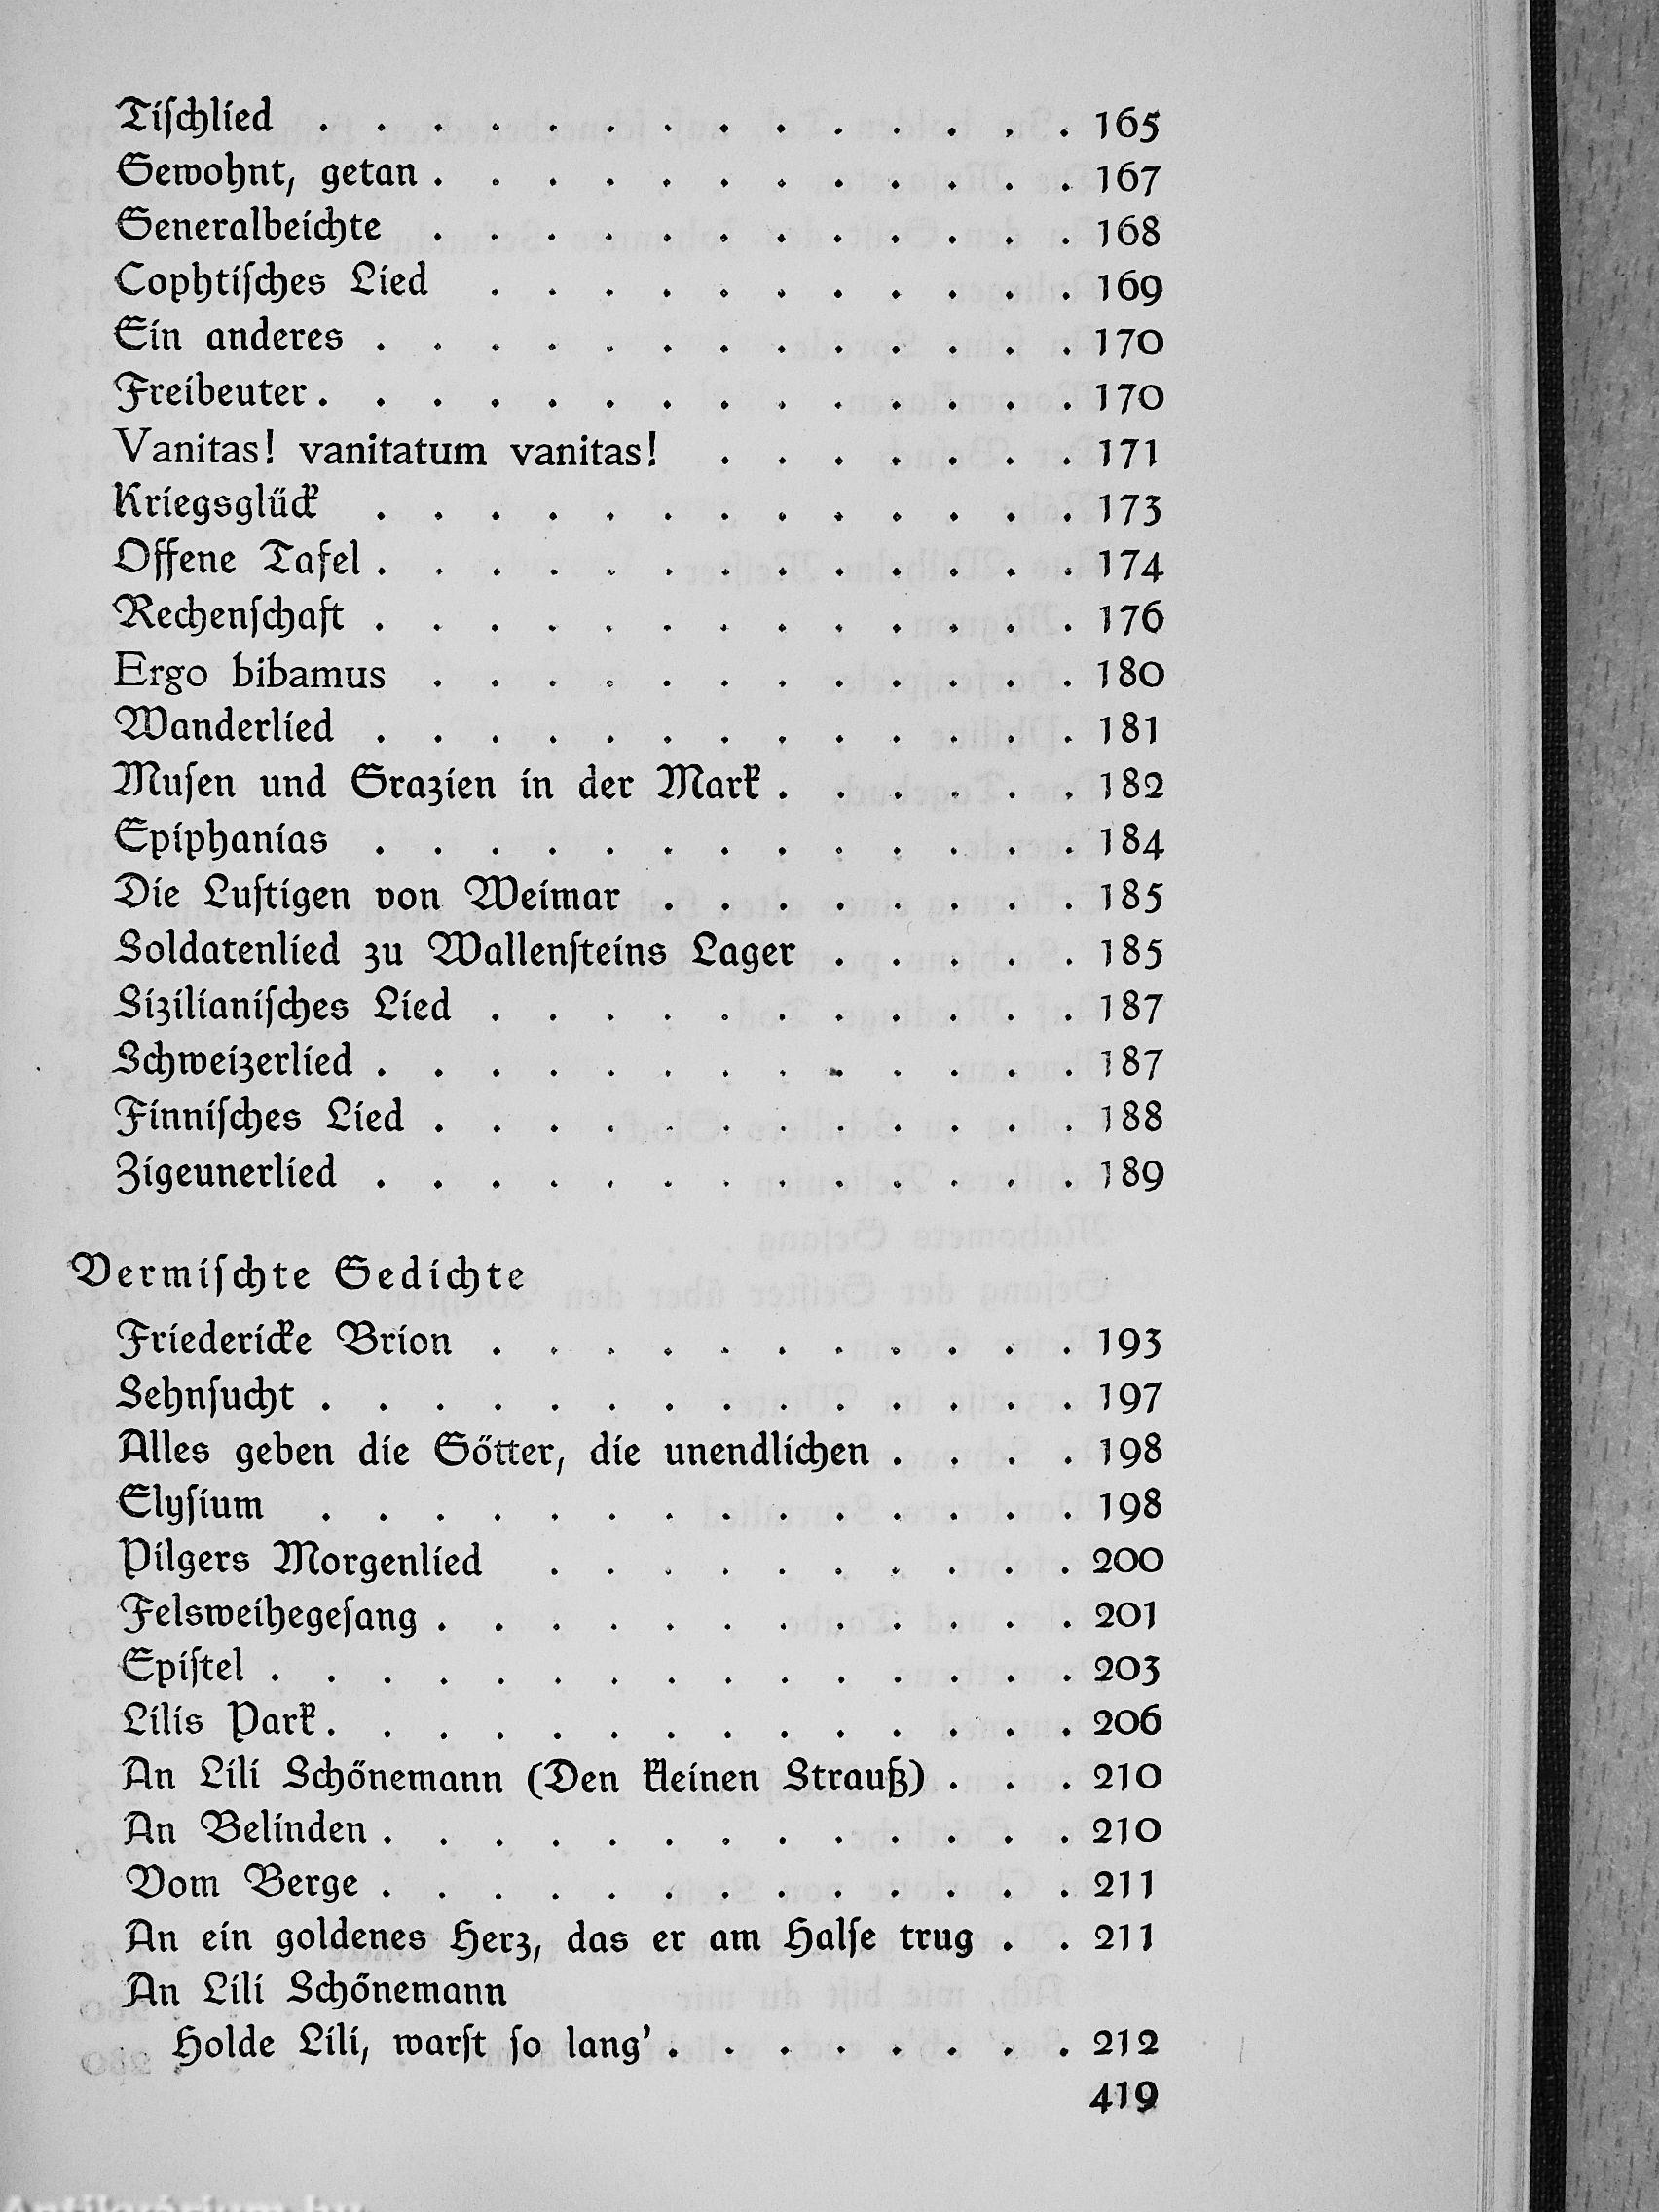 Tiſchlied . . . . . . . . . . . . . . 165
Gewohnt, getan . . . . . . . . . . . . 167
Generalbeichte . . . . . . . . . . . . 168
Cophtiſches Lied . . . . . . . . . . . 169
Ein anderes . . . . . . . . . . . . . 170
Freibeuter . . . . . . . . . . . . . . 170
Vanitas! vanitatum vanitas! . . . . . . . 171
Kriegsglück . . . . . . . . . . . . . 173
Offene Tafel . . . . . . . . . . . . . 174
Rechenſchaft . . . . . . . . . . . . . 176
Ergo bibamus . . . . . . . . . . . . 180
Wanderlied . . . . . . . . . . . . . 181
Muſen und Grazien in der Mark . . . . . . 182
Epiphanias . . . . . . . . . . . . . 184
Die Luſtigen von Weimar . . . . . . . . 185
Soldatenlied zu Wallenſteins Lager . . . . . 185
Sizilianiſches Lied . . . . . . . . . . . 187
Schweizerlied . . . . . . . . . . . . . 187
Finniſches Lied . . . . . . . . . . . . 188
Zigeunerlied . . . . . . . . . . . . . 189
Vermiſchte Gedichte
Friedericke Brion . . . . . . . . . . . 193
Sehnſucht . . . . . . . . . . . . . . 197
Alles geben die Götter, die unendlichen . . . . 198
Elyſium . . . . . . . . . . . . . . 198
Pilgers Morgenlied . . . . . . . . . . 200
Felsweihegeſang . . . . . . . . . . . . 201
Epiſtel . . . . . . . . . . . . . . . 203
Lilis Park . . . . . . . . . . . . . . 206
An Lili Schönemann (Den kleinen Strauß) . . . 210
An Belinden . . . . . . . . . . . . . 210
Vom Berge . . . . . . . . . . . . . 211
An ein goldenes Herz, das er am Halſe trug . . 211
An Lili Schönemann
Holde Lili, warſt ſo lang’ . . . . . . . . 212
419